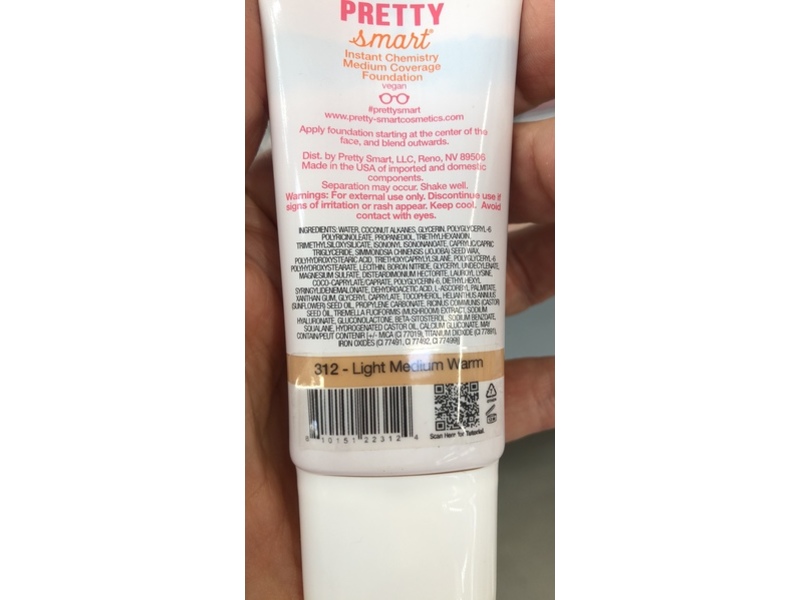 PRETTY
smart
Instant Chemistry
Medium Coverage
Foundation
vegan
#prettysmart
www.pretty-smartcosmetics.com
Apply foundation starting at the center of the
face, and blend outwards.
Dist. by Pretty Smart, LLC, Reno, NV 89506
Made in the USA of imported and domestic
components.
Separation may occur. Shake well.
Warnings: For external use only. Discontinue use if
signs of irritation or rash appear. Keep cool. Avoid
contact with eyes.
INGREDIENTS: WATER, COCONUT ALKANES, GLYCERIN, POLYGLYCERYL-6
POLYRICINOLEATE, PROPANEDIOL, TRIETHYLHEXANOIN,
TRIMETHYLSILOXYSILICATE, ISONONYL ISONONANOATE, CAPRYLIC/CAPRIC
TRIGLYCERIDE, SIMMONDSIA CHINENSIS (JOJOBA) SEED WAX,
POLYHYDROXYSTEARIC ACID, TRIETHOXYCAPRYLYLSILANE, POLYGLYCERYL-6
POLYHYDROXYSTEARATE, LECITHIN, BORON NITRIDE, GLYCERYL UNDECYLENATE,
MAGNESIUM SULFATE, DISTEARDIMONIUM HECTORITE, LAUROYL LYSINE,
COCO-CAPRYLATE/CAPRATE, POLYGLYCERIN-6, DIETHYLHEXYL
SYRINGYLIDENEMALONATE, DEHYDROACETIC ACID, L-ASCORBYL PALMITATE,
XANTHAN GUM, GLYCERYL CAPRYLATE, TOCOPHEROL, HELIANTHUS ANNUUS
(SUNFLOWER) SEED OIL, PROPYLENE CARBONATE, RICINUS COMMUNIS (CASTOR)
SEED OIL, TREMELLA FUCIFORMIS (MUSHROOM) EXTRACT, SODIUM
HYALURONATE, GLUCONOLACTONE, BETA-SITOSTEROL, SODIUM BENZOATE,
SQUALANE, HYDROGENATED CASTOR OIL, CALCIUM GLUCONATE, MAY
CONTAIN/PEUT CONTENIR [+/- MICA (CI 77019), TITANIUM DIOXIDE (CI 77891),
IRON OXIDES (CI 77491, CI 77492, CI 77499)]
312 - Light Medium Warm
8 10151 22312 4
Scan Here for Tutorial.